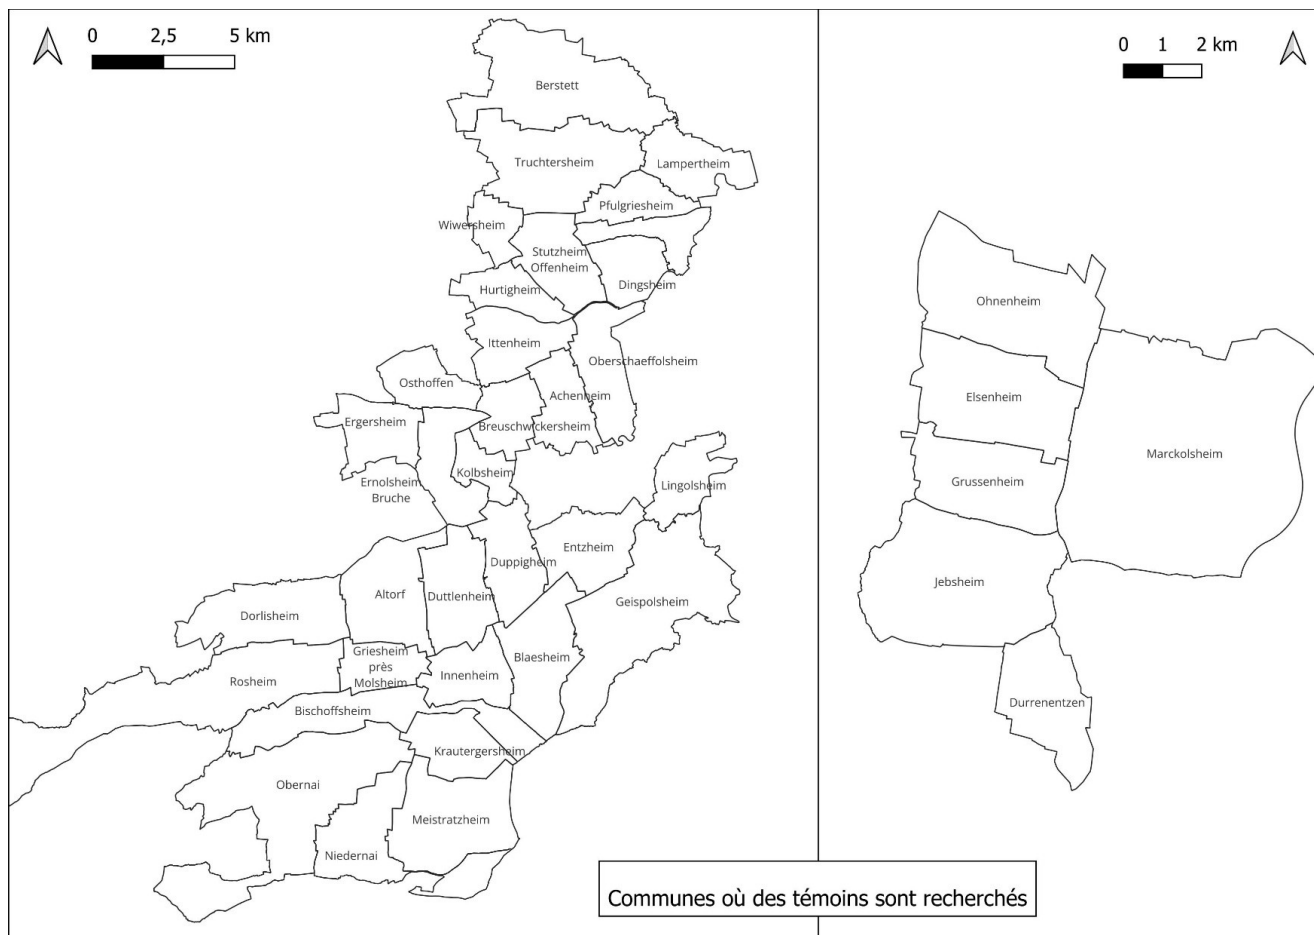 0 2,5 5 km
0 1 2 km
Berstett
Truchtersheim
Lampertheim
Pfulgriesheim
Wiwersheim
Stutzheim
Offenheim
Dingsheim
Hurtigheim
Ittenheim
Oberschaeffolsheim
Osthoffen
Achenheim
Ergersheim
Breuschwickersheim
Kolbsheim
Ernolsheim
Bruche
Lingolsheim
Entzheim
Duppigheim
Altorf
Duttlenheim
Geispolsheim
Dorlisheim
Griesheim
près
Molsheim
Blaesheim
Innenheim
Rosheim
Bischoffsheim
Krautergersheim
Obernai
Meistratzheim
Niedernai
Ohnenheim
Elsenheim
Marckolsheim
Grussenheim
Jebsheim
Durrenentzen
Communes où des témoins sont recherchés